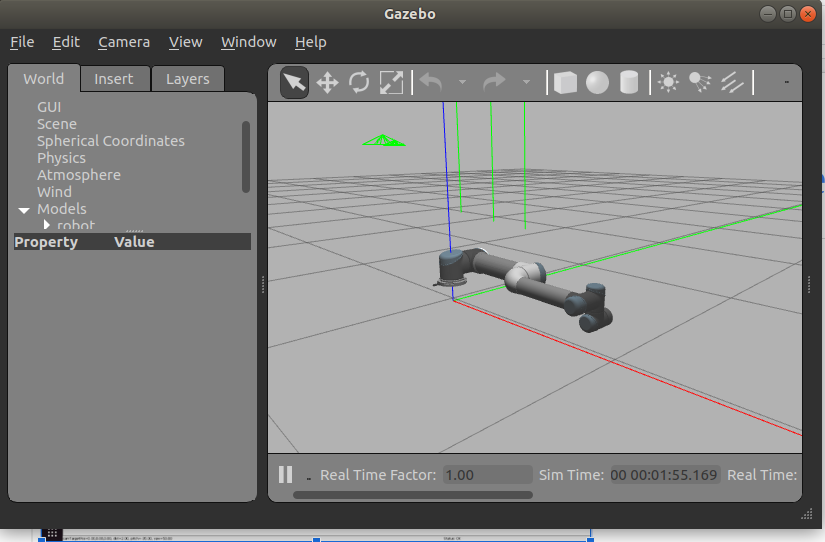 Gazebo
File Edit Camera View Window Help
World Insert Layers
GUI
Scene
Spherical Coordinates
Physics
Atmosphere
Wind
Models
robot
Property Value
Real Time Factor: 1.00 Sim Time: 00 00:01:55.169 Real Time: